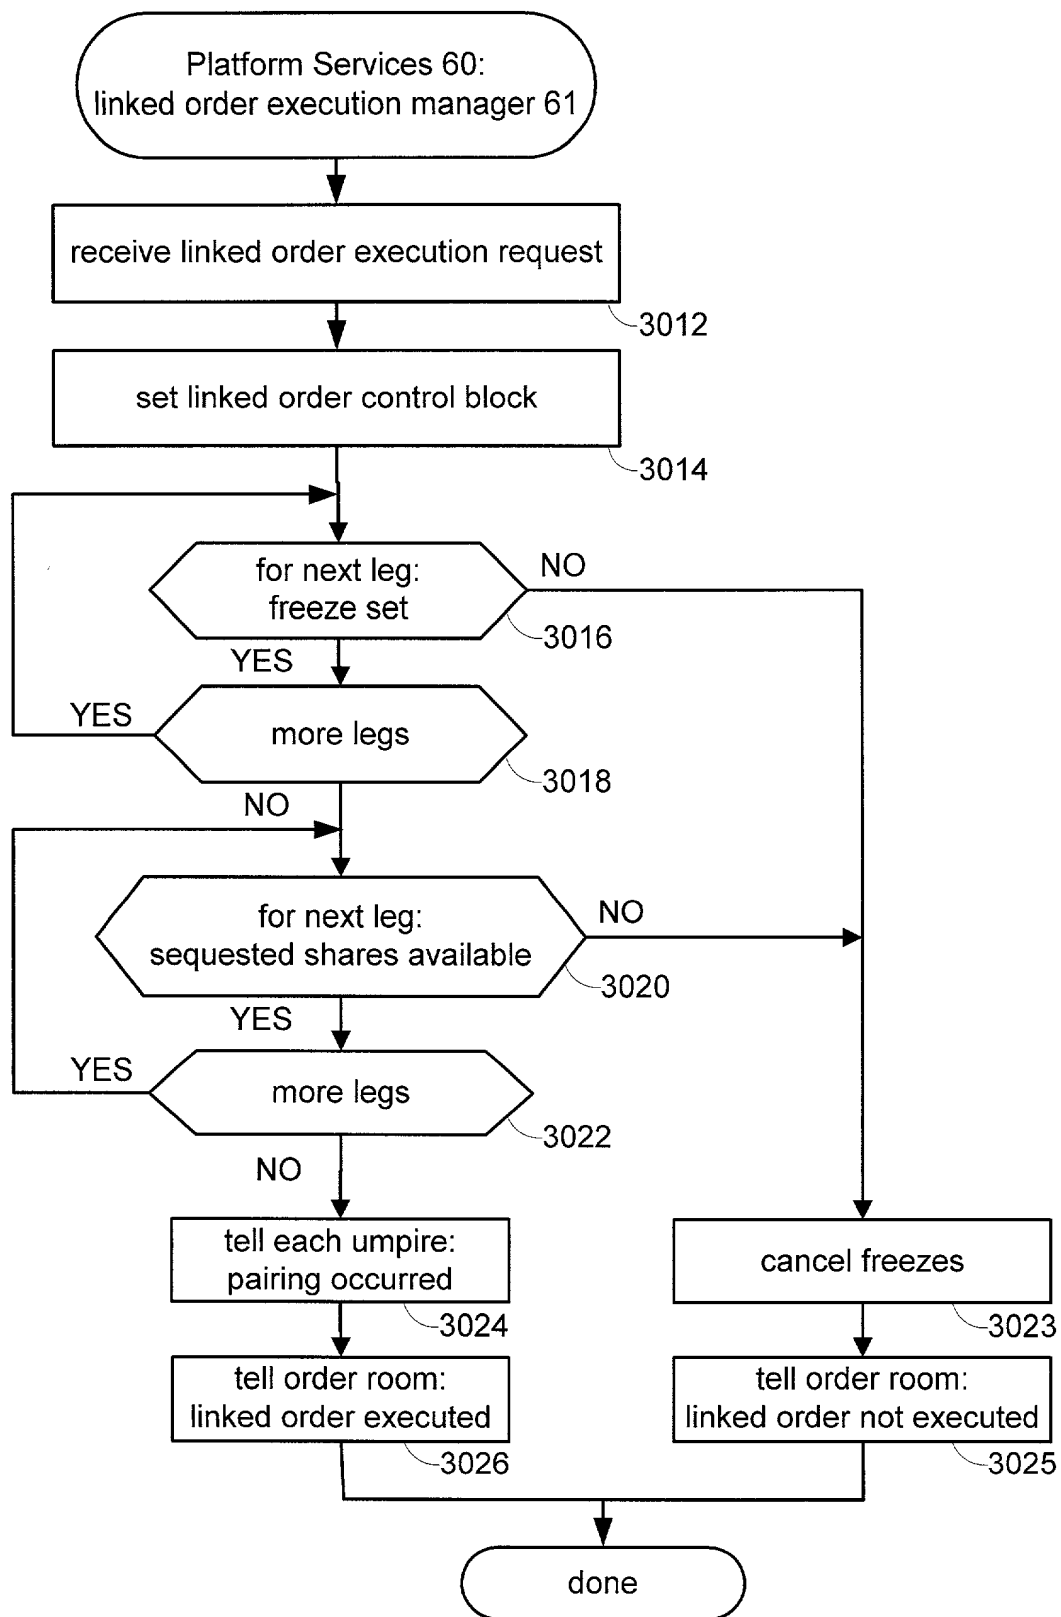 Platform Services 60:
linked order execution manager 61
receive linked order execution request
3012
set linked order control block
3014
for next leg:
freeze set
NO
3016
YES
YES
more legs
3018
NO
for next leg:
sequested shares available
NO
3020
YES
YES
more legs
3022
NO
tell each umpire:
pairing occurred
3024
cancel freezes
3023
tell order room:
linked order executed
3026
tell order room:
linked order not executed
3025
done